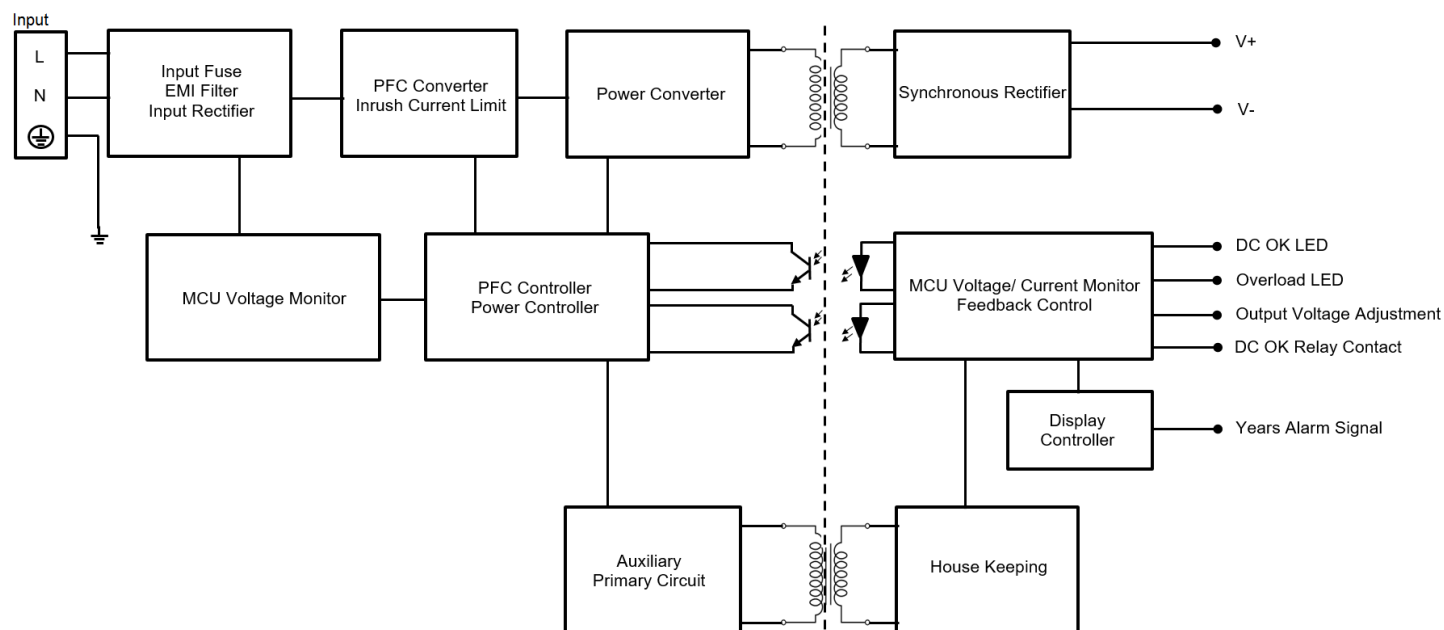 Input
L
N
Input Fuse
EMI Filter
Input Rectifier
PFC Converter
Inrush Current Limit
Power Converter
Synchronous Rectifier
V+
V-
MCU Voltage Monitor
PFC Controller
Power Controller
MCU Voltage/ Current Monitor
Feedback Control
DC OK LED
Overload LED
Output Voltage Adjustment
DC OK Relay Contact
Display
Controller
Years Alarm Signal
Auxiliary
Primary Circuit
House Keeping